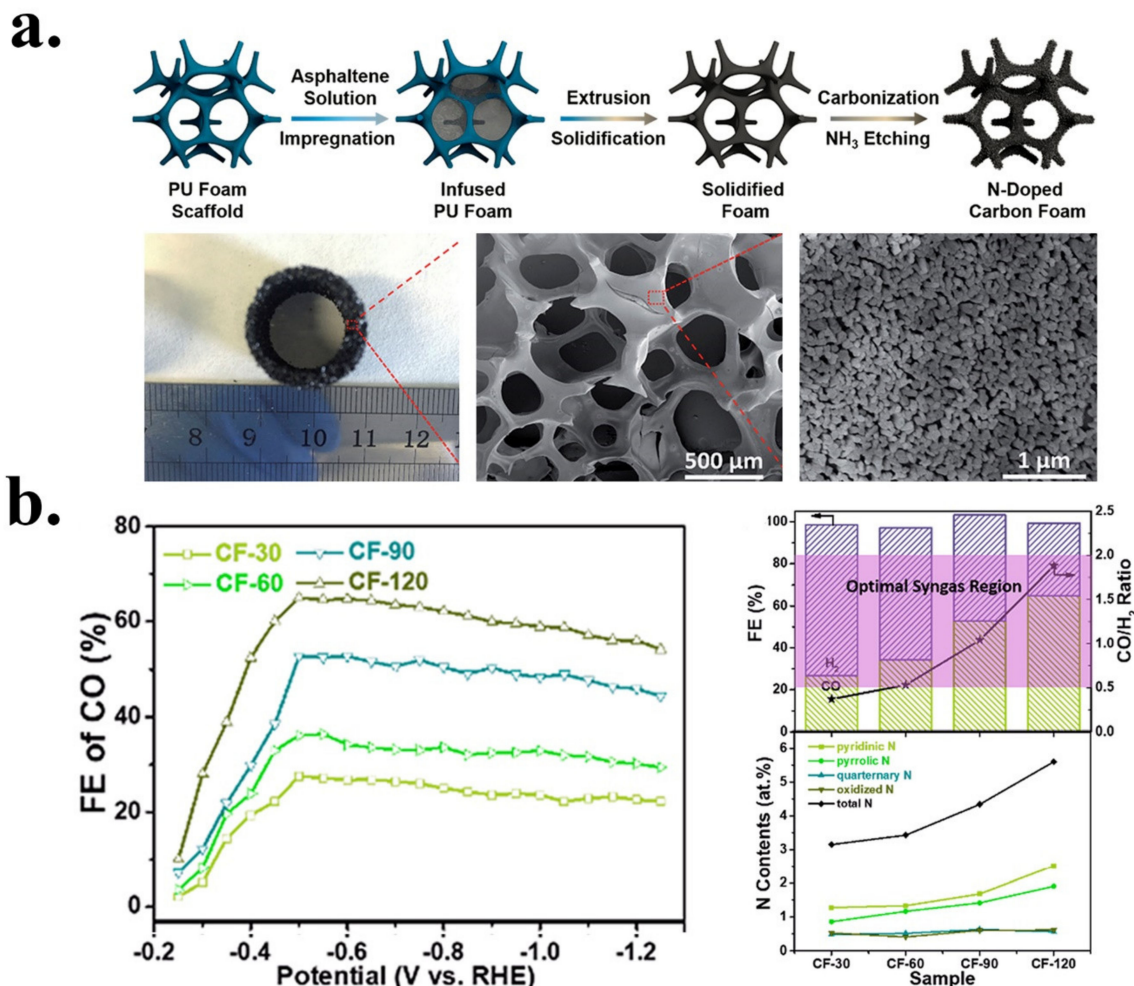 a.
Asphaltene
Solution
Impregnation
Extrusion
Solidification
Carbonization
NH₃ Etching
PU Foam
Scaffold
Infused
PU Foam
Solidified
Foam
N-Doped
Carbon Foam
8 9 10 11 12
500 μm
1 μm
b.
80
60
40
20
0
FE of CO (%)
CF-30
CF-60
CF-90
CF-120
-0.2 -0.4 -0.6 -0.8 -1.0 -1.2
Potential (V vs. RHE)
100
80
60
40
20
0
FE (%)
Optimal Syngas Region
H₂
CO
2.5
2.0
1.5
1.0
0.5
0.0
CO/H₂ Ratio
6
5
4
3
2
1
0
N Contents (at.%)
pyridinic N
pyrrolic N
quarternary N
oxidized N
total N
CF-30 CF-60 CF-90 CF-120
Sample